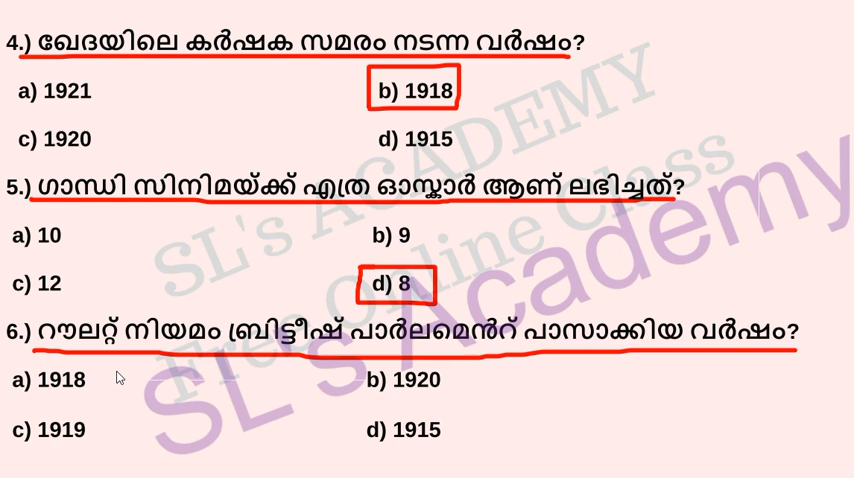 4.) ഖേദയിലെ കർഷക സമരം നടന്ന വർഷം?
a) 1921 b) 1918
c) 1920 d) 1915
5.) ഗാന്ധി സിനിമയ്ക്ക് എത്ര ഓസ്കാർ ആണ് ലഭിച്ചത്?
a) 10 b) 9
c) 12 d) 8
6.) റൗലറ്റ് നിയമം ബ്രിട്ടീഷ് പാർലമെൻറ് പാസാക്കിയ വർഷം?
a) 1918 b) 1920
c) 1919 d) 1915
SL's ACADEMY
Free Online Class
SL's Academy